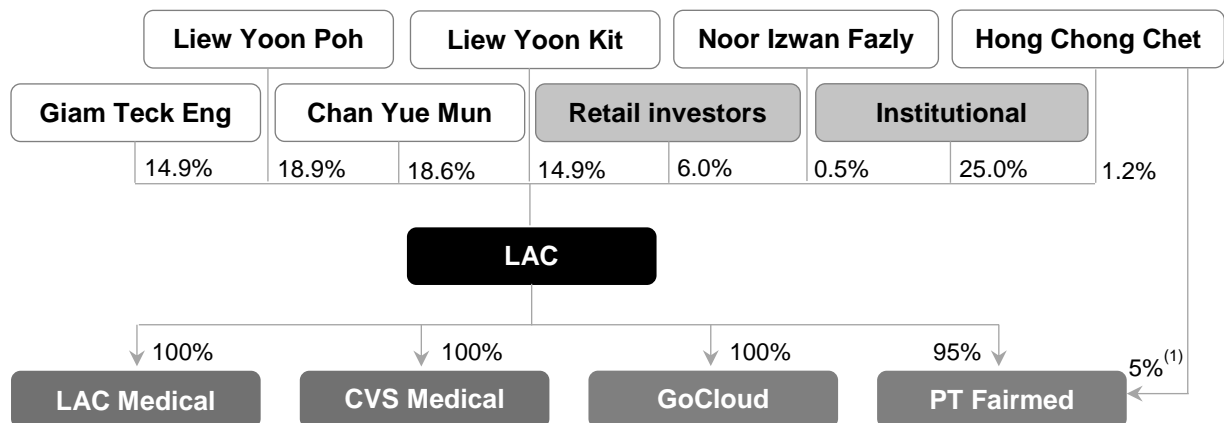 Liew Yoon Poh Liew Yoon Kit Noor Izwan Fazly Hong Chong Chet
Giam Teck Eng Chan Yue Mun Retail investors Institutional
14.9% 18.9% 18.6% 14.9% 6.0% 0.5% 25.0% 1.2%
LAC
100% 100% 100% 95% 5%(1)
LAC Medical CVS Medical GoCloud PT Fairmed